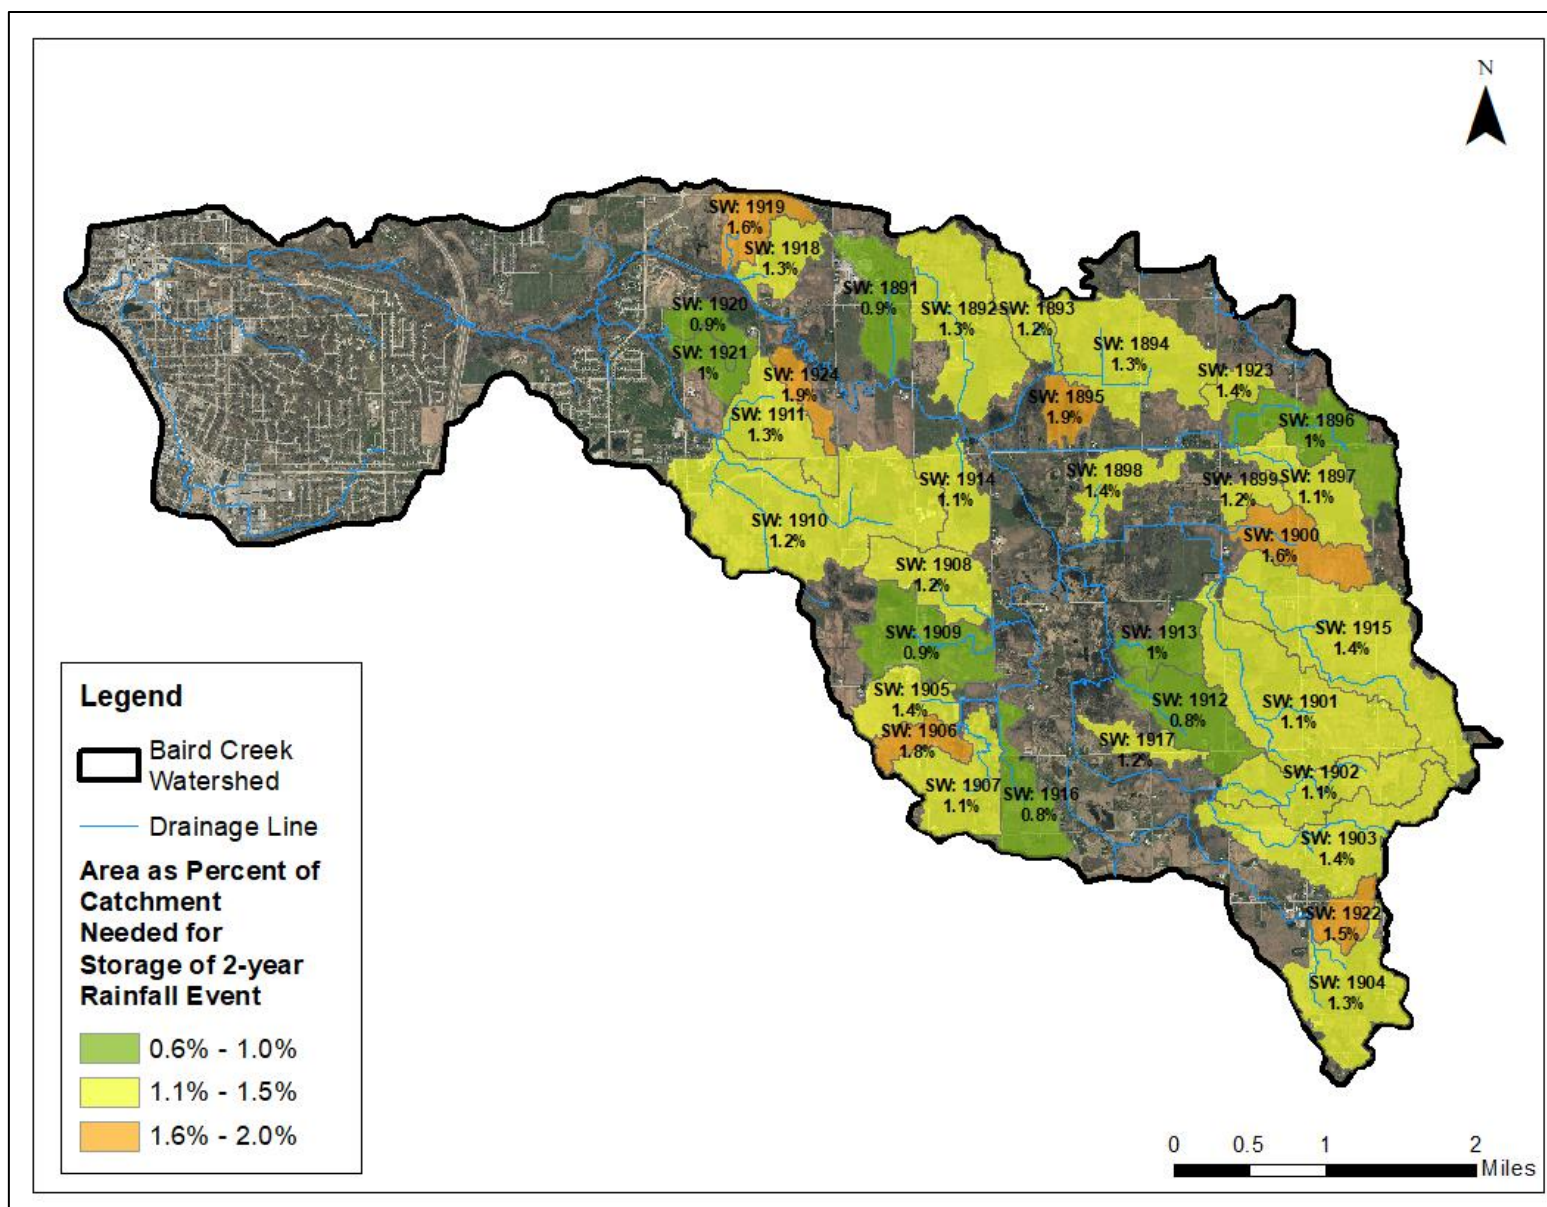 N
SW: 1919
1.6%
SW: 1918
1.3%
SW: 1891
0.9%
SW: 1920
0.9%
SW: 1892
1.3%
SW: 1893
1.2%
SW: 1894
1.3%
SW: 1921
1%
SW: 1924
1.9%
SW: 1923
1.4%
SW: 1895
1.9%
SW: 1911
1.3%
SW: 1896
1%
SW: 1898
1.4%
SW: 1914
1.1%
SW: 1899
1.2%
SW: 1897
1.1%
SW: 1910
1.2%
SW: 1900
1.6%
SW: 1908
1.2%
SW: 1909
0.9%
SW: 1913
1%
SW: 1915
1.4%
SW: 1905
1.4%
SW: 1912
0.8%
SW: 1901
1.1%
SW: 1906
1.8%
SW: 1917
1.2%
SW: 1902
1.1%
SW: 1907
1.1%
SW: 1916
0.8%
SW: 1903
1.4%
SW: 1922
1.5%
SW: 1904
1.3%
Legend
Baird Creek
Watershed
Drainage Line
Area as Percent of
Catchment
Needed for
Storage of 2-year
Rainfall Event
0.6% - 1.0%
1.1% - 1.5%
1.6% - 2.0%
0 0.5 1 2
Miles